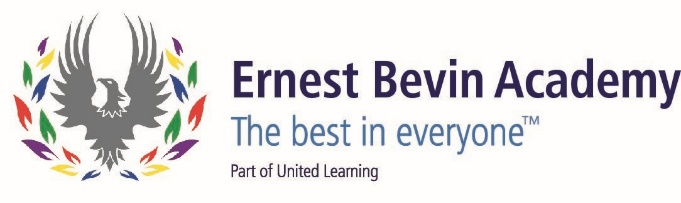 Ernest Bevin Academy
The best in everyone™
Part of United Learning